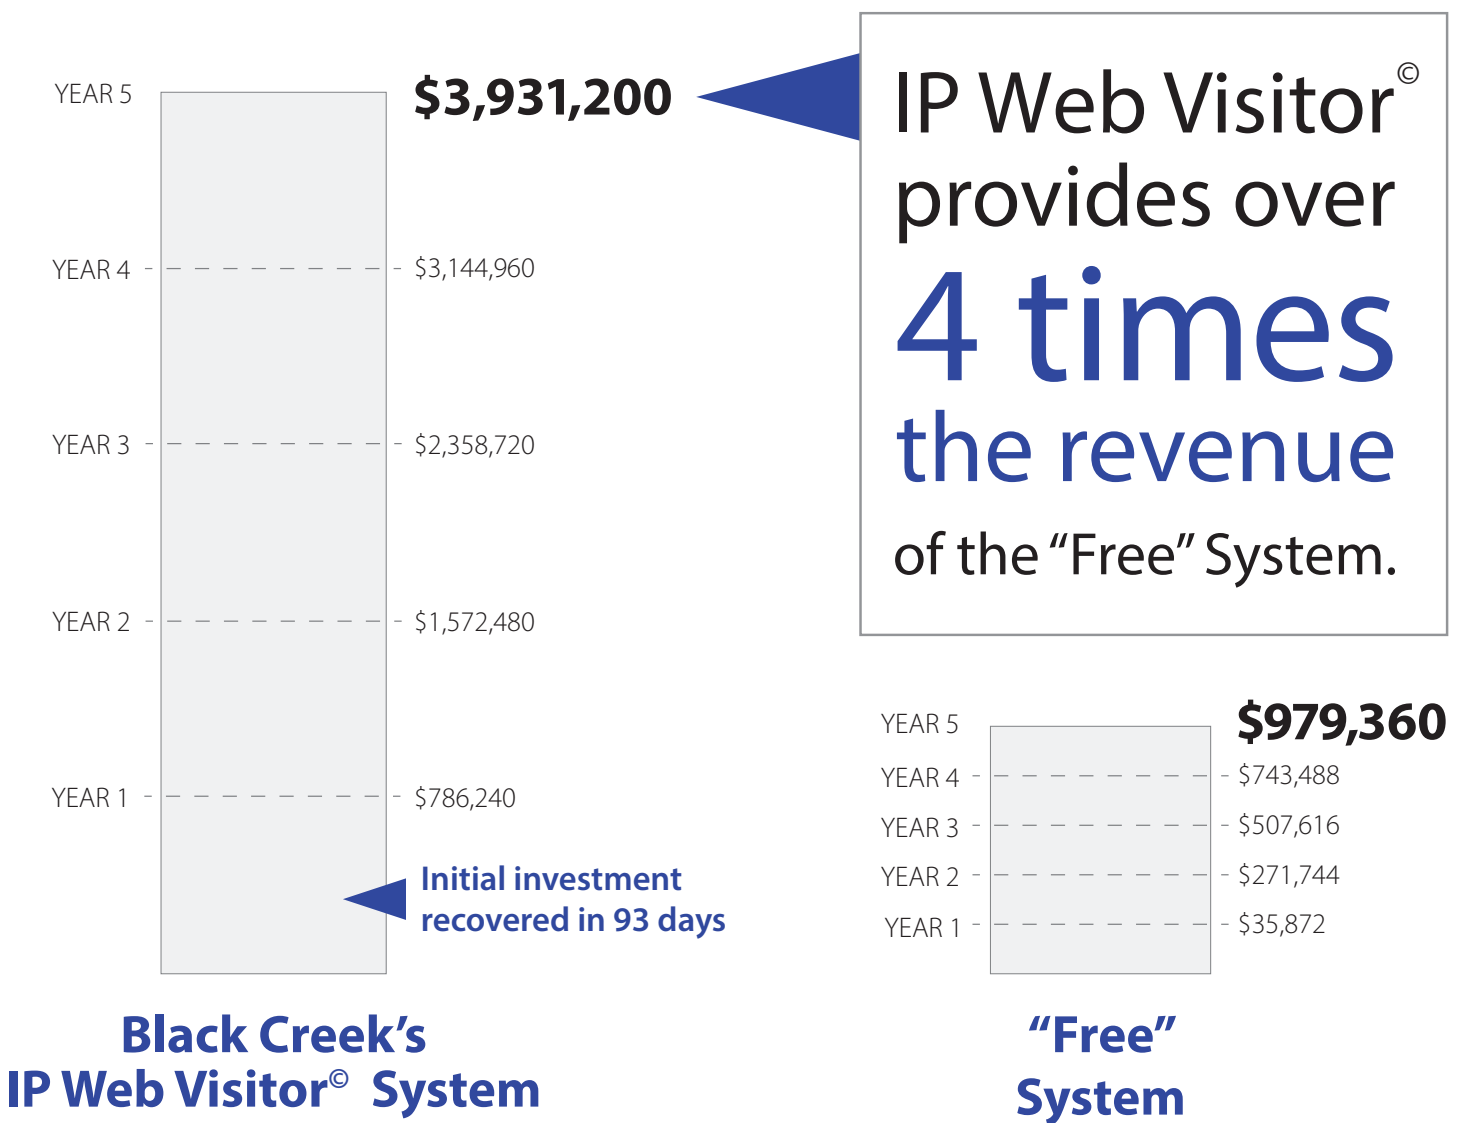 YEAR 5
$3,931,200
YEAR 4
$3,144,960
YEAR 3
$2,358,720
YEAR 2
$1,572,480
YEAR 1
$786,240
Initial investment
recovered in 93 days
Black Creek's
IP Web Visitor© System
IP Web Visitor©
provides over
4 times
the revenue
of the “Free” System.
YEAR 5
$979,360
YEAR 4
$743,488
YEAR 3
$507,616
YEAR 2
$271,744
YEAR 1
$35,872
“Free”
System